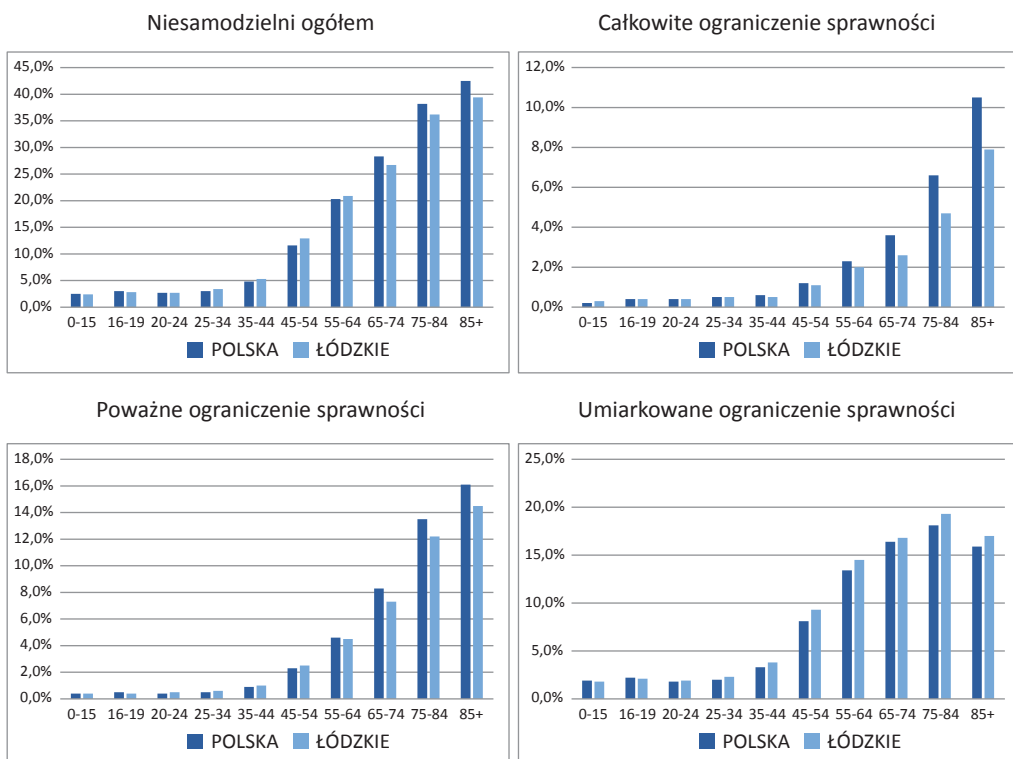 Niesamodzielni ogółem
45,0%
40,0%
35,0%
30,0%
25,0%
20,0%
15,0%
10,0%
5,0%
0,0%
0-15 16-19 20-24 25-34 35-44 45-54 55-64 65-74 75-84 85+
POLSKA ŁÓDZKIE
Całkowite ograniczenie sprawności
12,0%
10,0%
8,0%
6,0%
4,0%
2,0%
0,0%
0-15 16-19 20-24 25-34 35-44 45-54 55-64 65-74 75-84 85+
POLSKA ŁÓDZKIE
Poważne ograniczenie sprawności
18,0%
16,0%
14,0%
12,0%
10,0%
8,0%
6,0%
4,0%
2,0%
0,0%
0-15 16-19 20-24 25-34 35-44 45-54 55-64 65-74 75-84 85+
POLSKA ŁÓDZKIE
Umiarkowane ograniczenie sprawności
25,0%
20,0%
15,0%
10,0%
5,0%
0,0%
0-15 16-19 20-24 25-34 35-44 45-54 55-64 65-74 75-84 85+
POLSKA ŁÓDZKIE